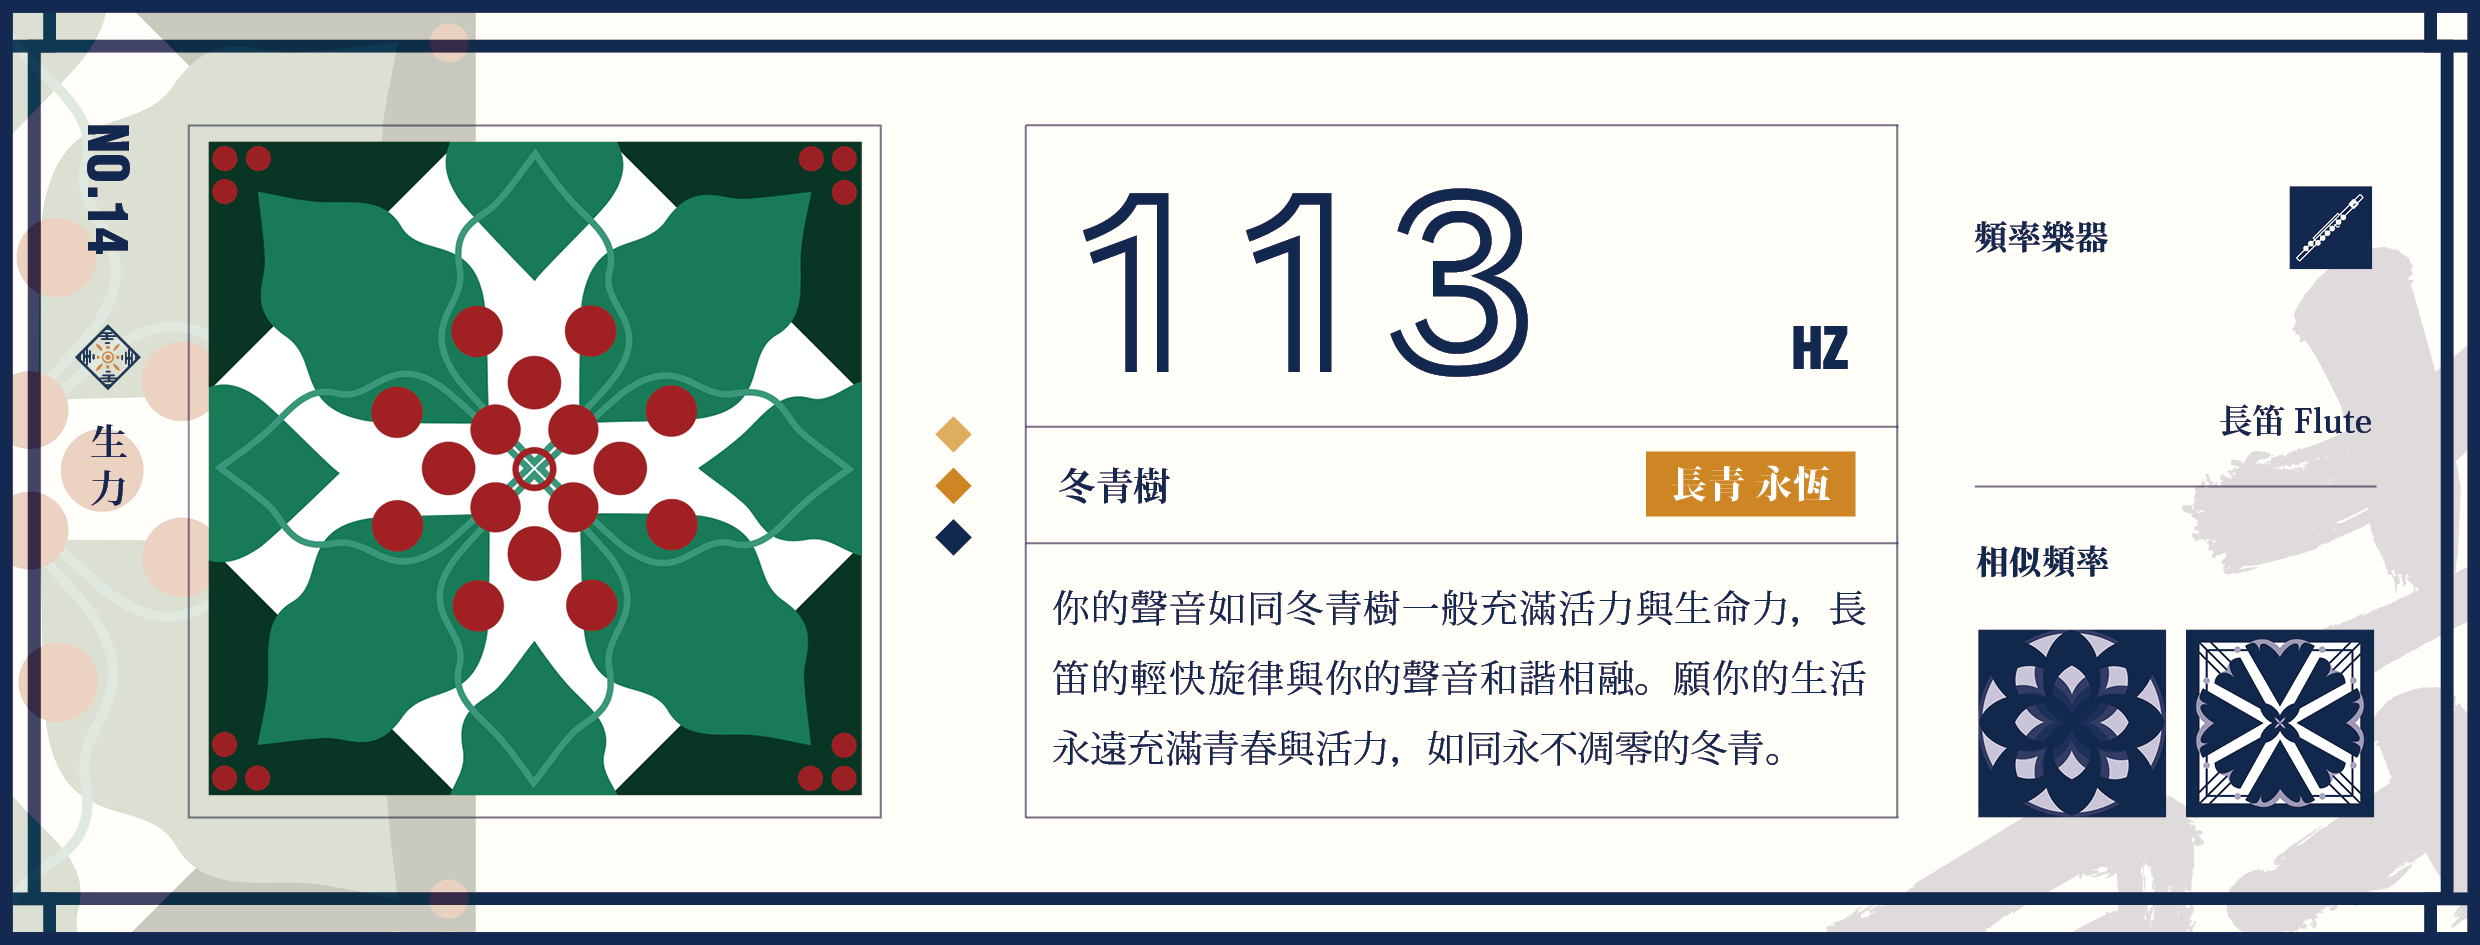 NO.14
生力
113
HZ
冬青樹
長青 永恆
你的聲音如同冬青樹一般充滿活力與生命力，長
笛的輕快旋律與你的聲音和諧相融。願你的生活
永遠充滿青春與活力，如同永不凋零的冬青。
頻率樂器
長笛 Flute
相似頻率